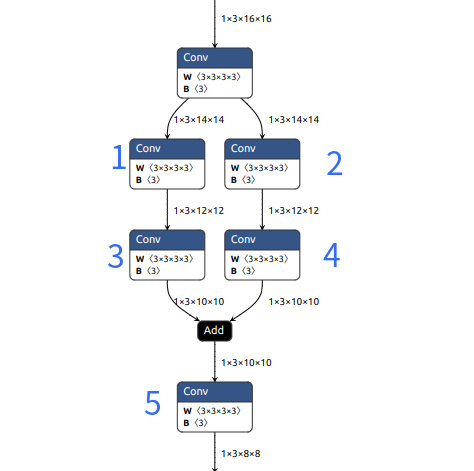 1×3×16×16
Conv
W ⟨3×3×3×3⟩
B ⟨3⟩
1×3×14×14 1×3×14×14
1 Conv Conv 2
W ⟨3×3×3×3⟩ W ⟨3×3×3×3⟩
B ⟨3⟩ B ⟨3⟩
1×3×12×12 1×3×12×12
3 Conv Conv 4
W ⟨3×3×3×3⟩ W ⟨3×3×3×3⟩
B ⟨3⟩ B ⟨3⟩
1×3×10×10 1×3×10×10
Add
1×3×10×10
5 Conv
W ⟨3×3×3×3⟩
B ⟨3⟩
1×3×8×8